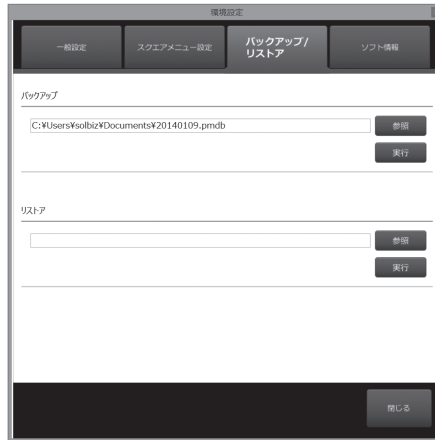 環境設定
一般設定
スクエアメニュー設定
バックアップ/
リストア
ソフト情報
バックアップ
C:¥Users¥solbiz¥Documents¥20140109.pmdb
参照
実行
リストア
参照
実行
閉じる